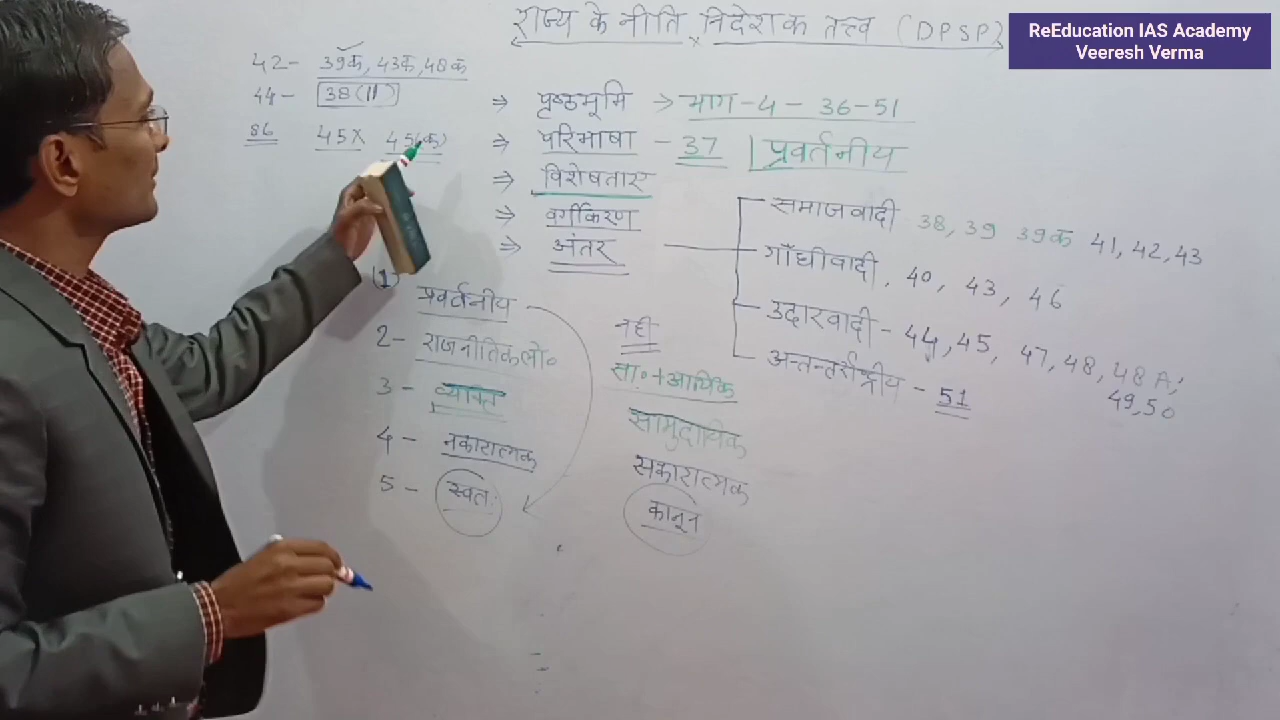 राज्य के नीति निदेशक तत्त्व (DPSP)
ReEducation IAS Academy
Veeresh Verma
42- 39क, 43क, 48क
44- 38(II)
86 45X 45(क)
⇒ पृष्ठभूमि → भाग-4 - 36-51
⇒ परिभाषा - 37 | प्रवर्तनीय
⇒ विशेषताएं
⇒ वर्गीकरण
⇒ अंतर
समाजवादी 38, 39 39क 41, 42, 43
गाँधीवादी, 40, 43, 46
उदारवादी - 44, 45, 47, 48, 48A,
49,50
- 51
(1) प्रवर्तनीय नही
2- राजनीतिकलो० सा०+आर्थिक
3- व्यक्ति सामुदायिक
4- नकारात्मक सकारात्मक
5- स्वतः कानून